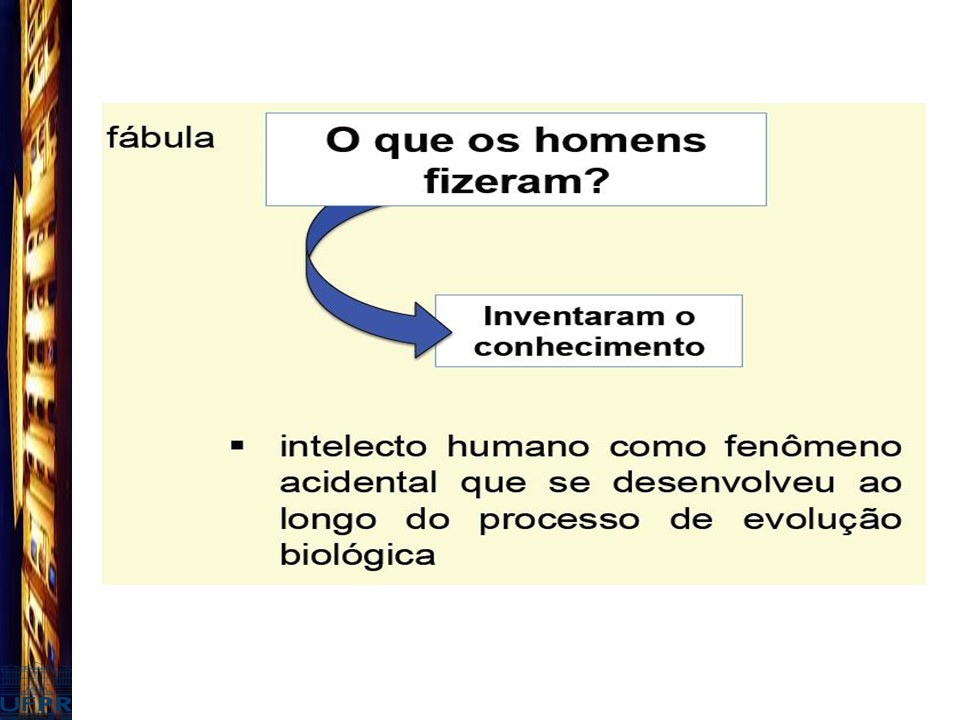 fábula
O que os homens
fizeram?
Inventaram o
conhecimento
▪ intelecto humano como fenômeno
acidental que se desenvolveu ao
longo do processo de evolução
biológica
UFPR